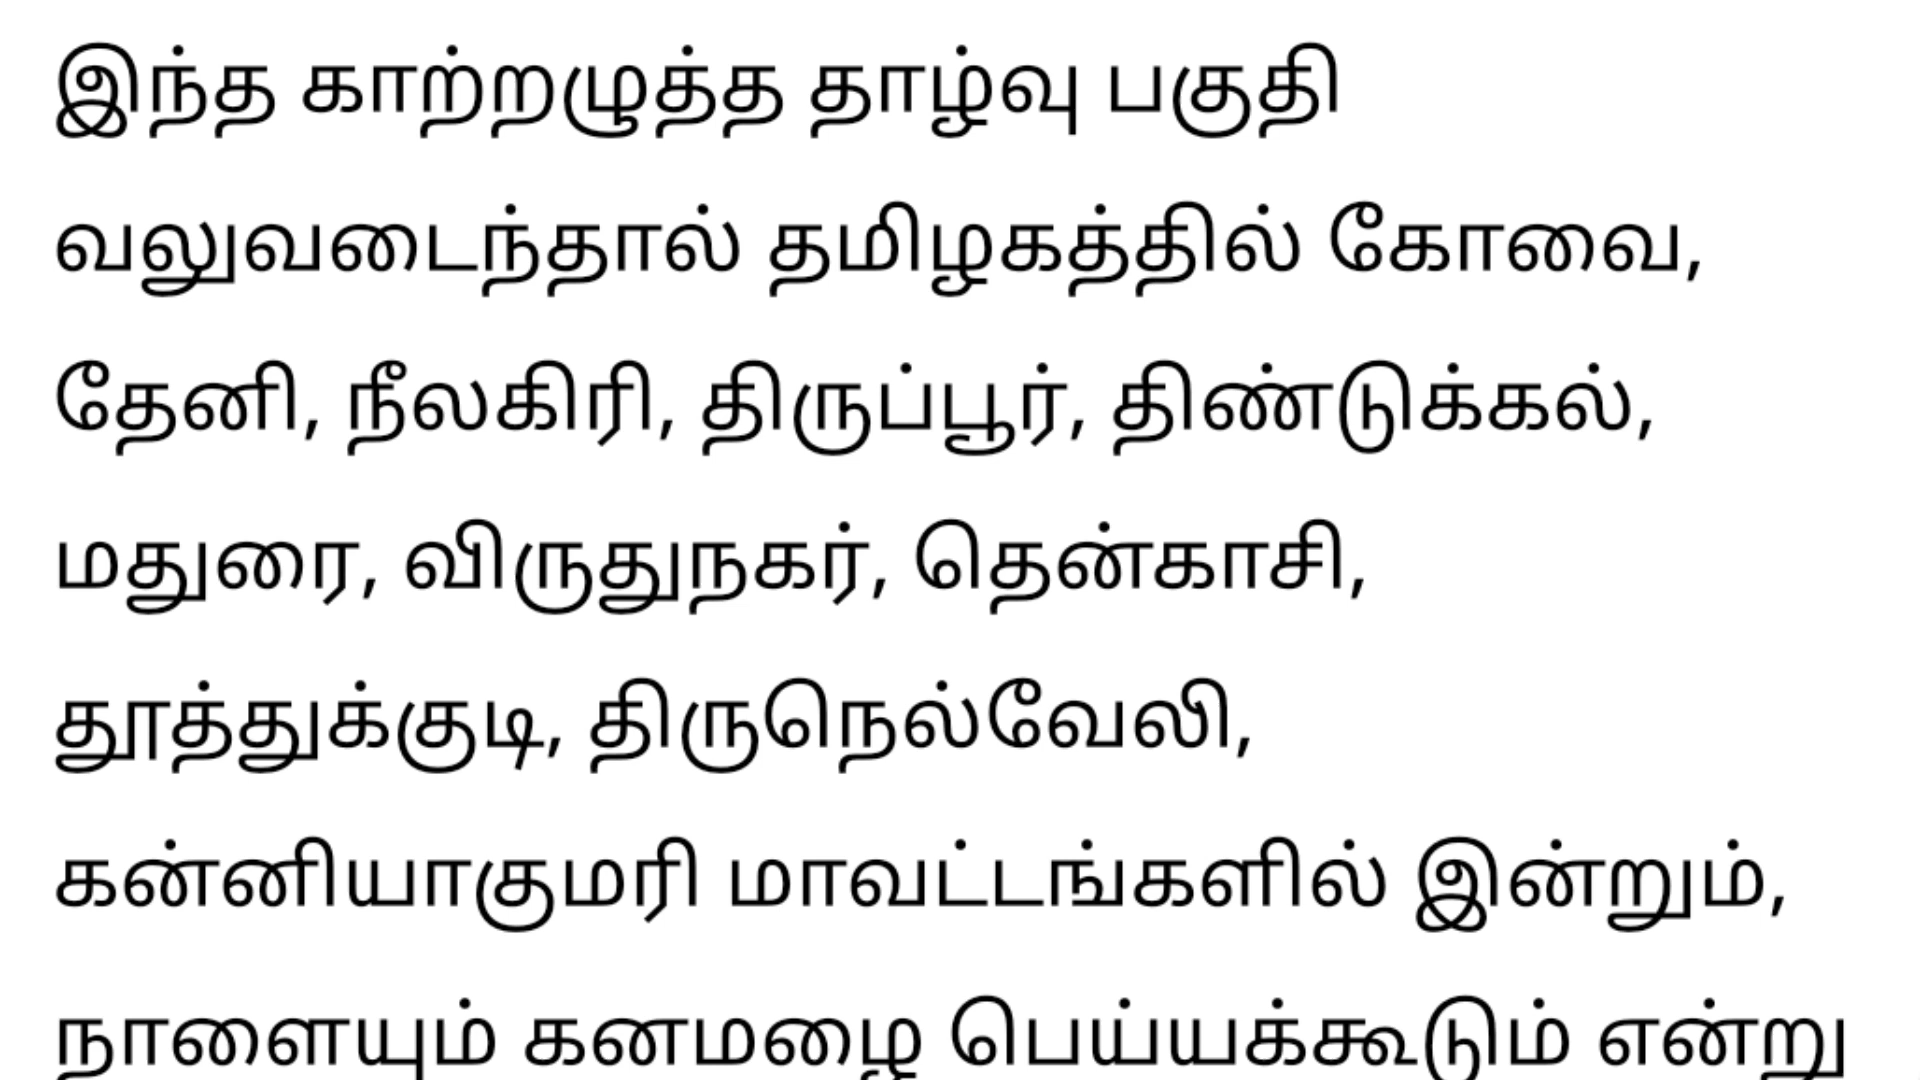 இந்த காற்றழுத்த தாழ்வு பகுதி
வலுவடைந்தால் தமிழகத்தில் கோவை,
தேனி, நீலகிரி, திருப்பூர், திண்டுக்கல்,
மதுரை, விருதுநகர், தென்காசி,
தூத்துக்குடி, திருநெல்வேலி,
கன்னியாகுமரி மாவட்டங்களில் இன்றும்,
நாளையும் கனமழை பெய்யக்கூடும் என்று